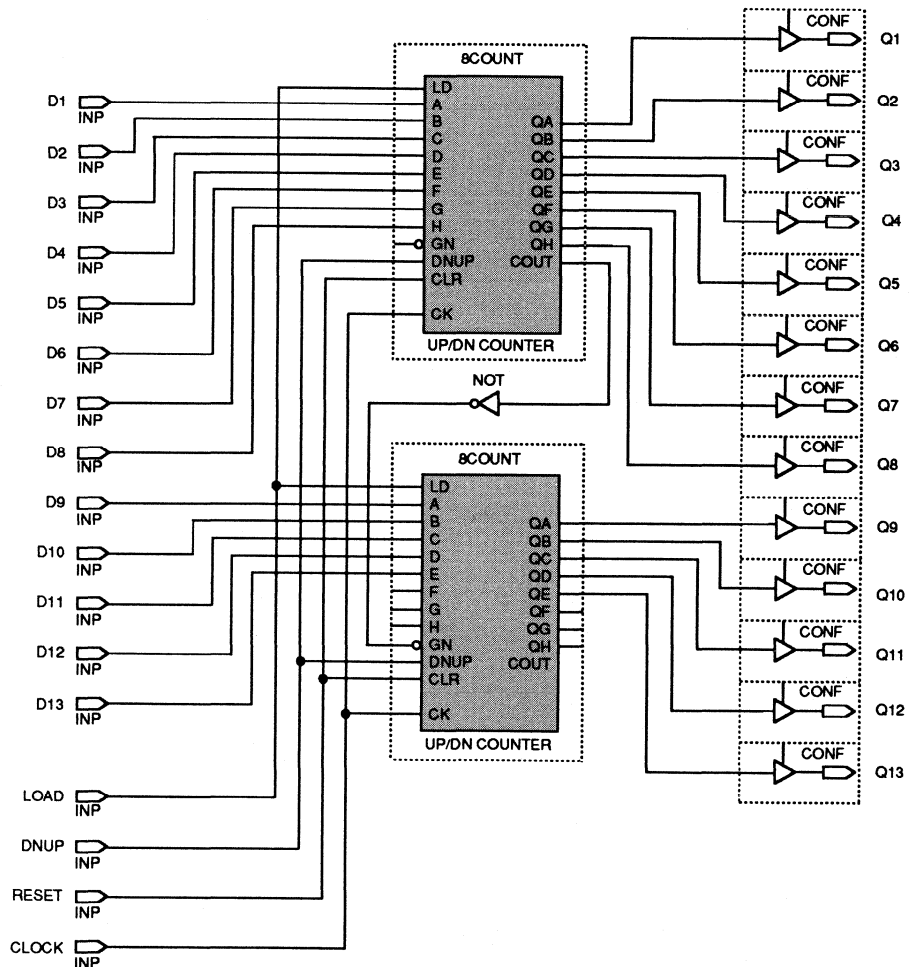 CONF
Q1
8COUNT
LD
D1
INP
A
B
QA
CONF
Q2
C
QB
D2
INP
D
QC
CONF
Q3
E
QD
F
QE
D3
INP
G
QF
CONF
Q4
H
QG
GN
QH
D4
INP
DNUP
COUT
CLR
CONF
Q5
D5
INP
CK
UP/DN COUNTER
CONF
Q6
D6
INP
NOT
CONF
Q7
D7
INP
D8
INP
8COUNT
CONF
Q8
LD
D9
INP
A
B
QA
CONF
Q9
C
QB
D10
INP
D
QC
E
QD
CONF
Q10
F
QE
D11
INP
G
QF
H
QG
GN
QH
CONF
Q11
D12
INP
DNUP
COUT
CLR
D13
INP
CK
CONF
Q12
UP/DN COUNTER
CONF
Q13
LOAD
INP
DNUP
INP
RESET
INP
CLOCK
INP